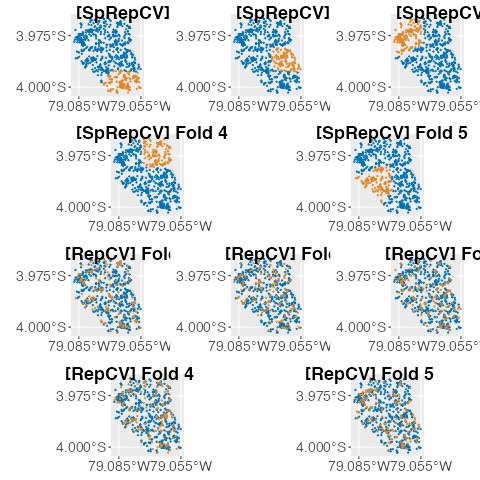 [SpRepCV] [SpRepCV] [SpRepCV
3.975°S 3.975°S 3.975°S
4.000°S 4.000°S 4.000°S
79.085°W79.055°W 79.085°W79.055°W 79.085°W79.055°W
[SpRepCV] Fold 4 [SpRepCV] Fold 5
3.975°S 3.975°S
4.000°S 4.000°S
79.085°W79.055°W 79.085°W79.055°W
[RepCV] Fol [RepCV] Fol [RepCV] Fo
3.975°S 3.975°S 3.975°S
4.000°S 4.000°S 4.000°S
79.085°W79.055°W 79.085°W79.055°W 79.085°W79.055°W
[RepCV] Fold 4 [RepCV] Fold 5
3.975°S 3.975°S
4.000°S 4.000°S
79.085°W79.055°W 79.085°W79.055°W